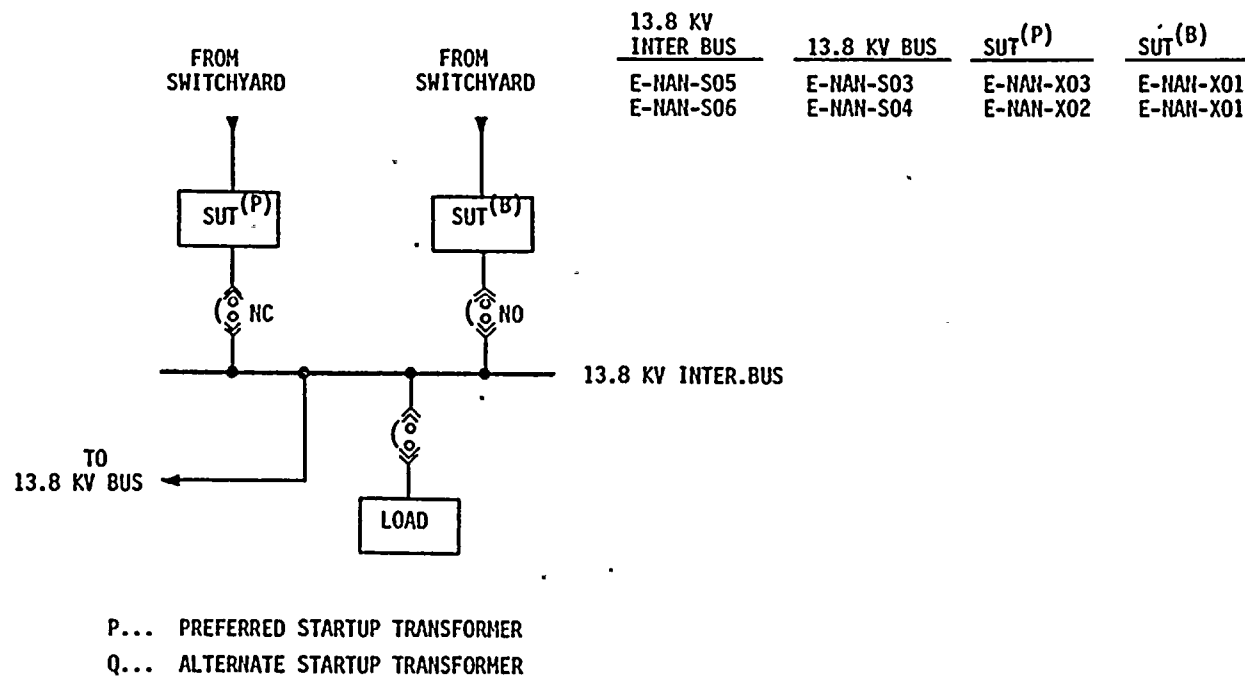 13.8 KV
INTER BUS 13.8 KV BUS SUT(P) SUT(B)
E-NAN-S05 E-NAN-S03 E-NAN-X03 E-NAN-X01
E-NAN-S06 E-NAN-S04 E-NAN-X02 E-NAN-X01
FROM
SWITCHYARD
FROM
SWITCHYARD
SUT(P)
SUT(B)
NC
NO
13.8 KV INTER.BUS
TO
13.8 KV BUS
LOAD
P... PREFERRED STARTUP TRANSFORMER
Q... ALTERNATE STARTUP TRANSFORMER